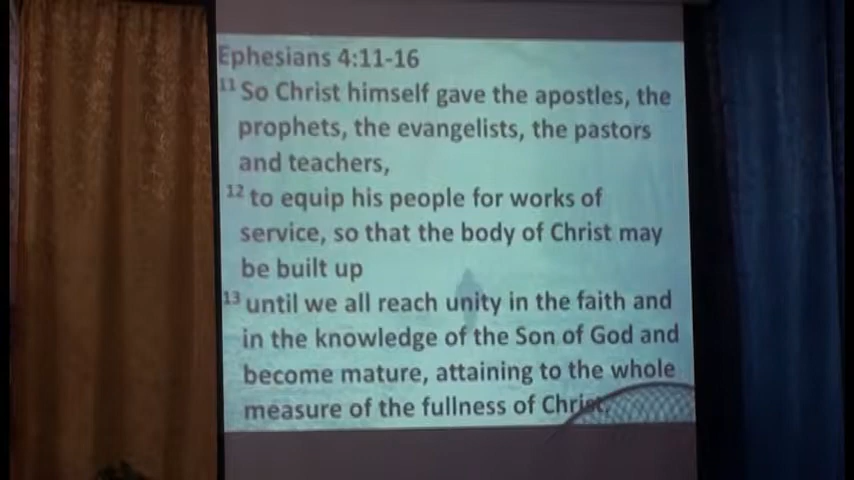 Ephesians 4:11-16
11 So Christ himself gave the apostles, the
prophets, the evangelists, the pastors
and teachers,
12 to equip his people for works of
service, so that the body of Christ may
be built up
13 until we all reach unity in the faith and
in the knowledge of the Son of God and
become mature, attaining to the whole
measure of the fullness of Christ.